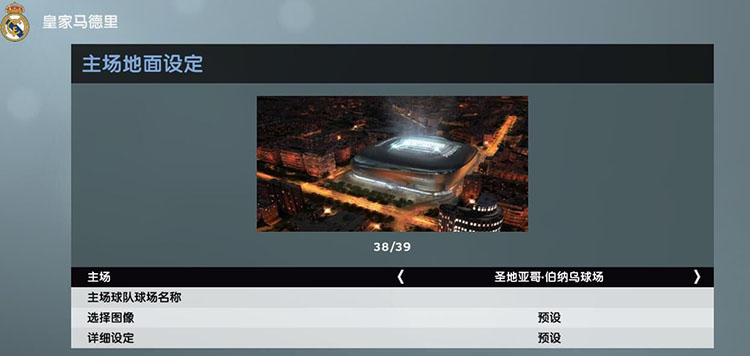 皇家马德里
主场地面设定
38/39
主场 〈 圣地亚哥·伯纳乌球场 〉
主场球队球场名称
选择图像 预设
详细设定 预设